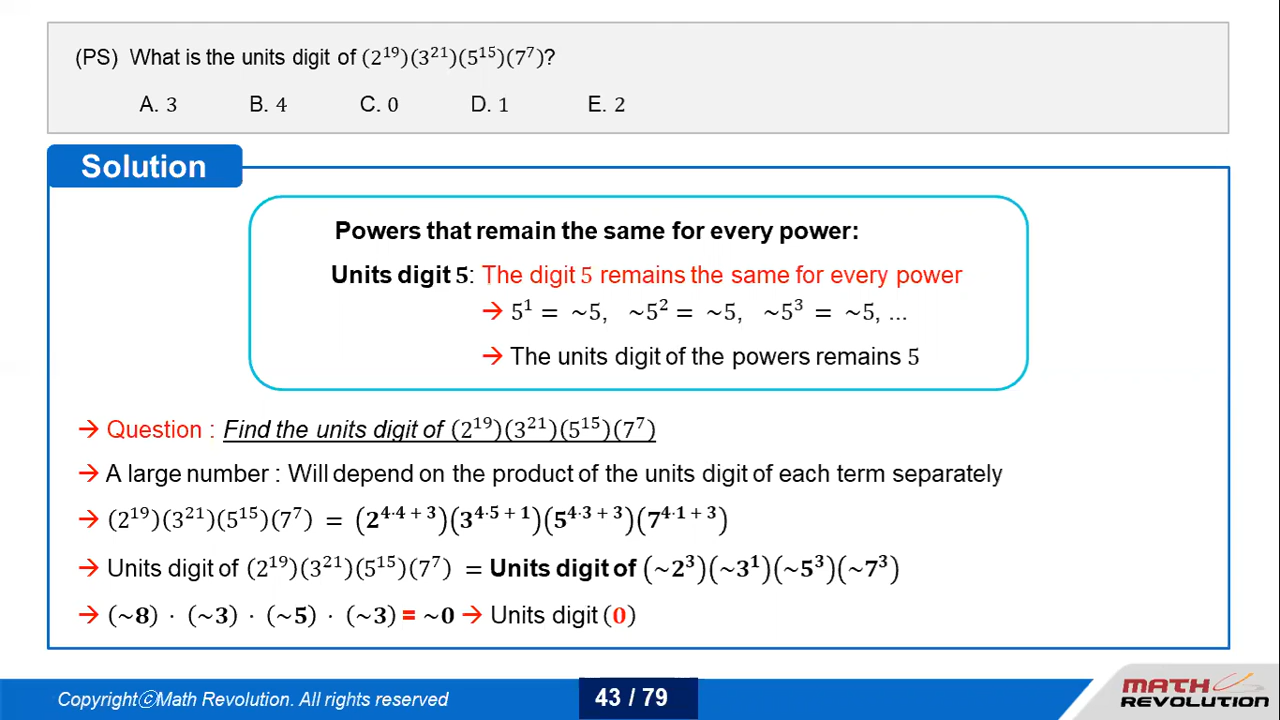 (PS) What is the units digit of (2¹⁹)(3²¹)(5¹⁵)(7⁷)?
A. 3 B. 4 C. 0 D. 1 E. 2
Solution
Powers that remain the same for every power:
Units digit 5: The digit 5 remains the same for every power
→ 5¹ = ~5, ~5² = ~5, ~5³ = ~5, ...
→ The units digit of the powers remains 5
→ Question : Find the units digit of (2¹⁹)(3²¹)(5¹⁵)(7⁷)
→ A large number : Will depend on the product of the units digit of each term separately
→ (2¹⁹)(3²¹)(5¹⁵)(7⁷) = (2⁴·⁴⁺³)(3⁴·⁵⁺¹)(5⁴·³⁺³)(7⁴·¹⁺³)
→ Units digit of (2¹⁹)(3²¹)(5¹⁵)(7⁷) = Units digit of (~2³)(~3¹)(~5³)(~7³)
→ (~8) · (~3) · (~5) · (~3) = ~0 → Units digit (0)
Copyrightⓒ Math Revolution. All rights reserved
43 / 79
MATH
REVOLUTION